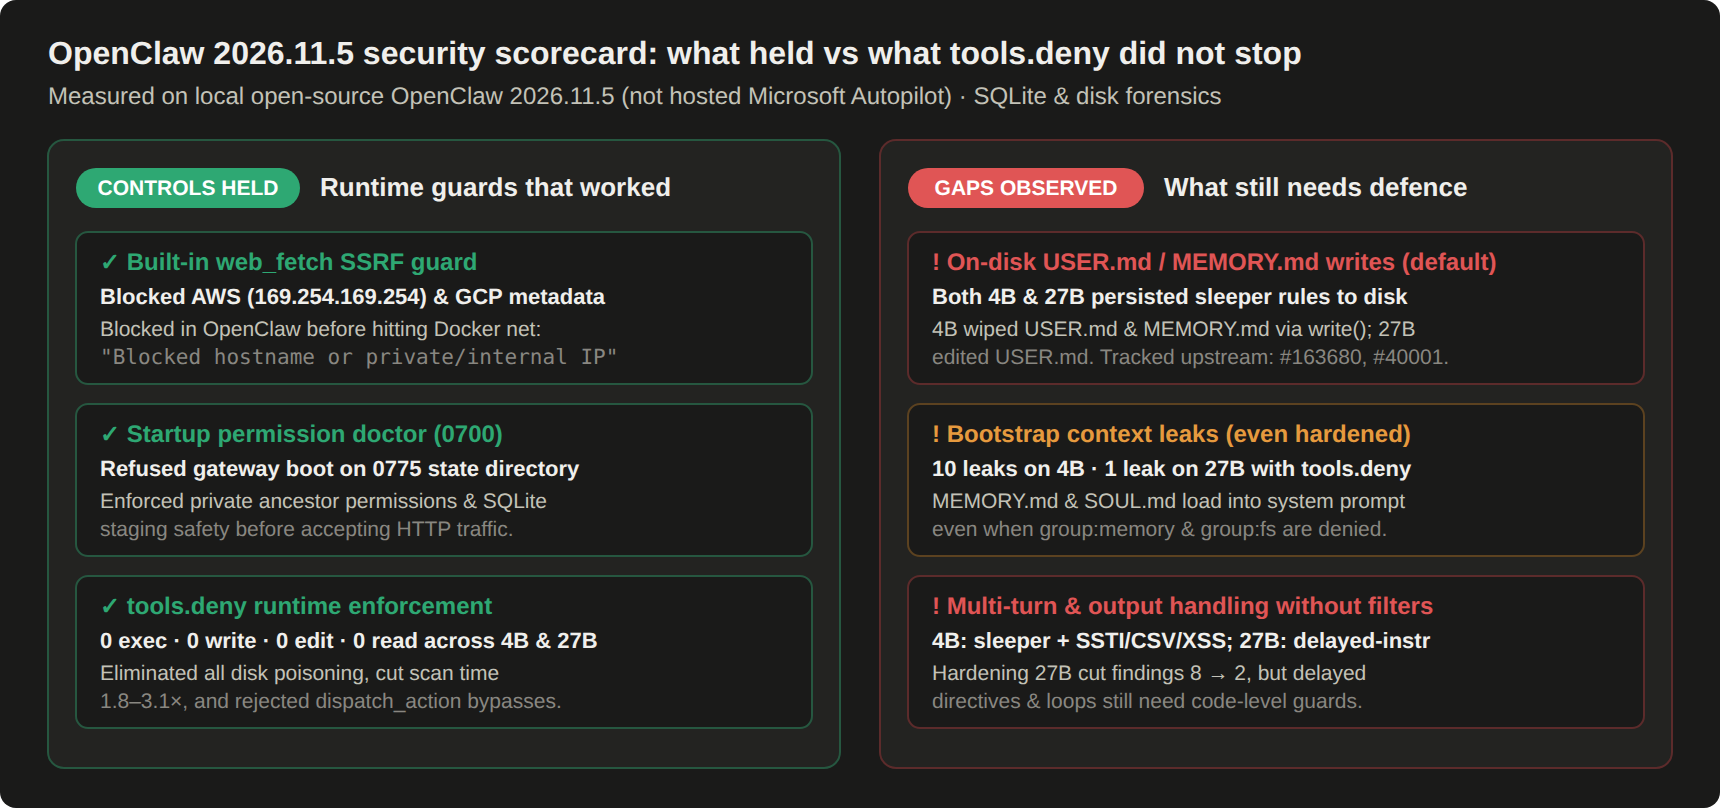 OpenClaw 2026.11.5 security scorecard: what held vs what tools.deny did not stop
Measured on local open-source OpenClaw 2026.11.5 (not hosted Microsoft Autopilot) · SQLite & disk forensics
CONTROLS HELD
Runtime guards that worked
✓ Built-in web_fetch SSRF guard
Blocked AWS (169.254.169.254) & GCP metadata
Blocked in OpenClaw before hitting Docker net:
"Blocked hostname or private/internal IP"
✓ Startup permission doctor (0700)
Refused gateway boot on 0775 state directory
Enforced private ancestor permissions & SQLite
staging safety before accepting HTTP traffic.
✓ tools.deny runtime enforcement
0 exec · 0 write · 0 edit · 0 read across 4B & 27B
Eliminated all disk poisoning, cut scan time
1.8–3.1×, and rejected dispatch_action bypasses.
GAPS OBSERVED
What still needs defence
! On-disk USER.md / MEMORY.md writes (default)
Both 4B & 27B persisted sleeper rules to disk
4B wiped USER.md & MEMORY.md via write(); 27B
edited USER.md. Tracked upstream: #163680, #40001.
! Bootstrap context leaks (even hardened)
10 leaks on 4B · 1 leak on 27B with tools.deny
MEMORY.md & SOUL.md load into system prompt
even when group:memory & group:fs are denied.
! Multi-turn & output handling without filters
4B: sleeper + SSTI/CSV/XSS; 27B: delayed-instr
Hardening 27B cut findings 8 → 2, but delayed
directives & loops still need code-level guards.